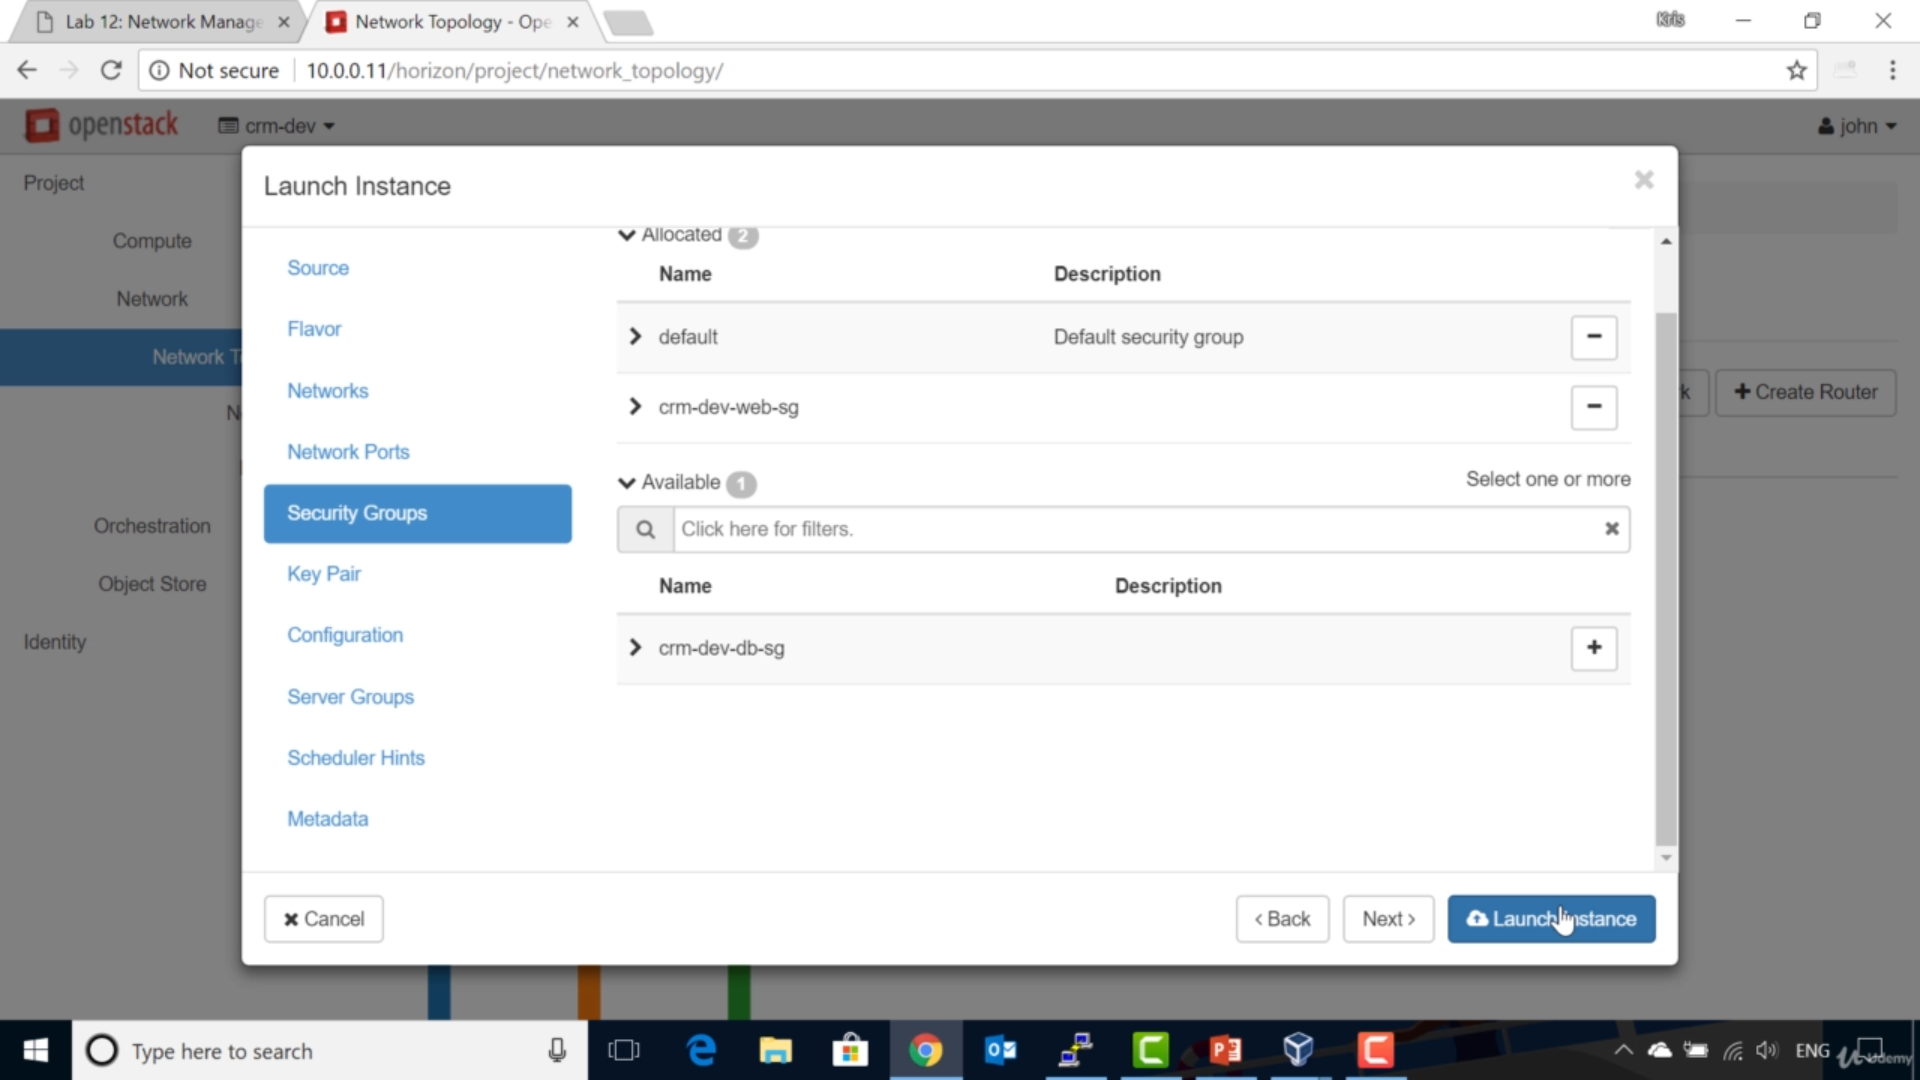 Lab 12: Network Manage
Network Topology - Ope
Kris
Not secure
10.0.0.11/horizon/project/network_topology/
openstack
crm-dev
john
Project
Compute
Network
Network T
N
Orchestration
Object Store
Identity
k
Create Router
Launch Instance
Source
Flavor
Networks
Network Ports
Security Groups
Key Pair
Configuration
Server Groups
Scheduler Hints
Metadata
Allocated 2
Name Description
default Default security group
crm-dev-web-sg
Available 1 Select one or more
Click here for filters.
Name Description
crm-dev-db-sg
Cancel
< Back
Next >
Launch Instance
Type here to search
ENG
Udemy